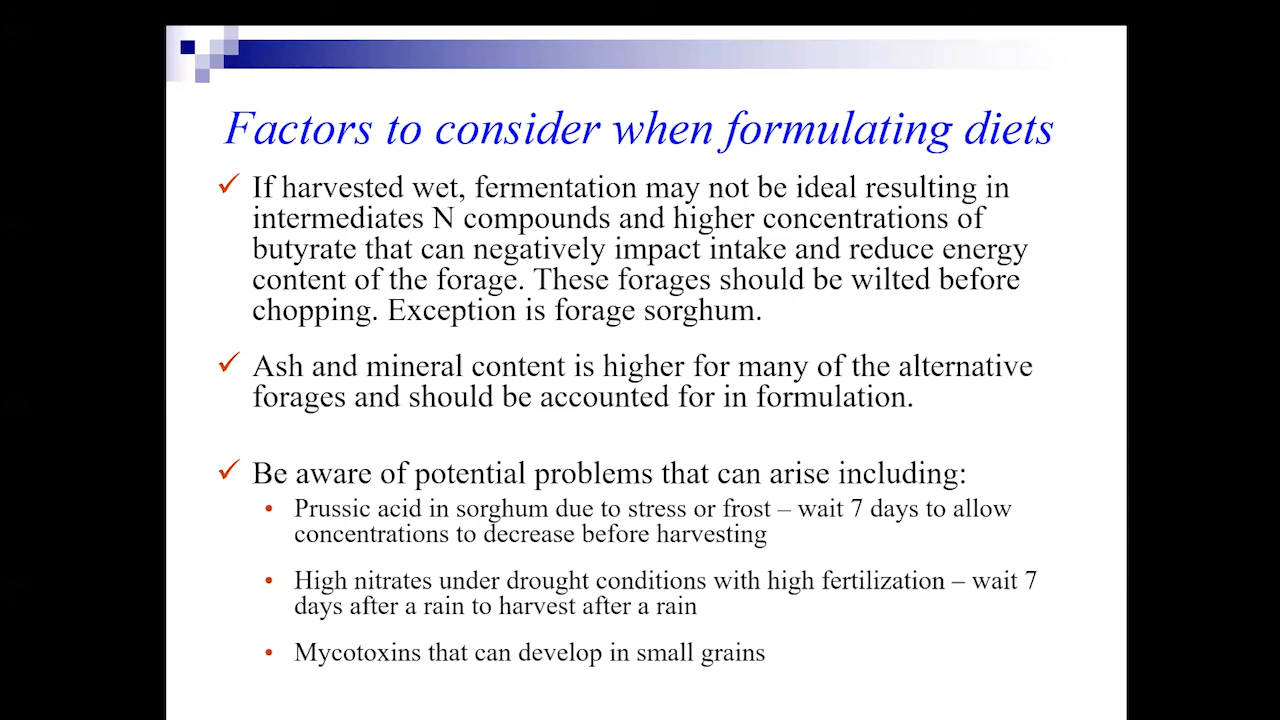 Factors to consider when formulating diets
If harvested wet, fermentation may not be ideal resulting in
intermediates N compounds and higher concentrations of
butyrate that can negatively impact intake and reduce energy
content of the forage. These forages should be wilted before
chopping. Exception is forage sorghum.
Ash and mineral content is higher for many of the alternative
forages and should be accounted for in formulation.
Be aware of potential problems that can arise including:
Prussic acid in sorghum due to stress or frost – wait 7 days to allow
concentrations to decrease before harvesting
High nitrates under drought conditions with high fertilization – wait 7
days after a rain to harvest after a rain
Mycotoxins that can develop in small grains